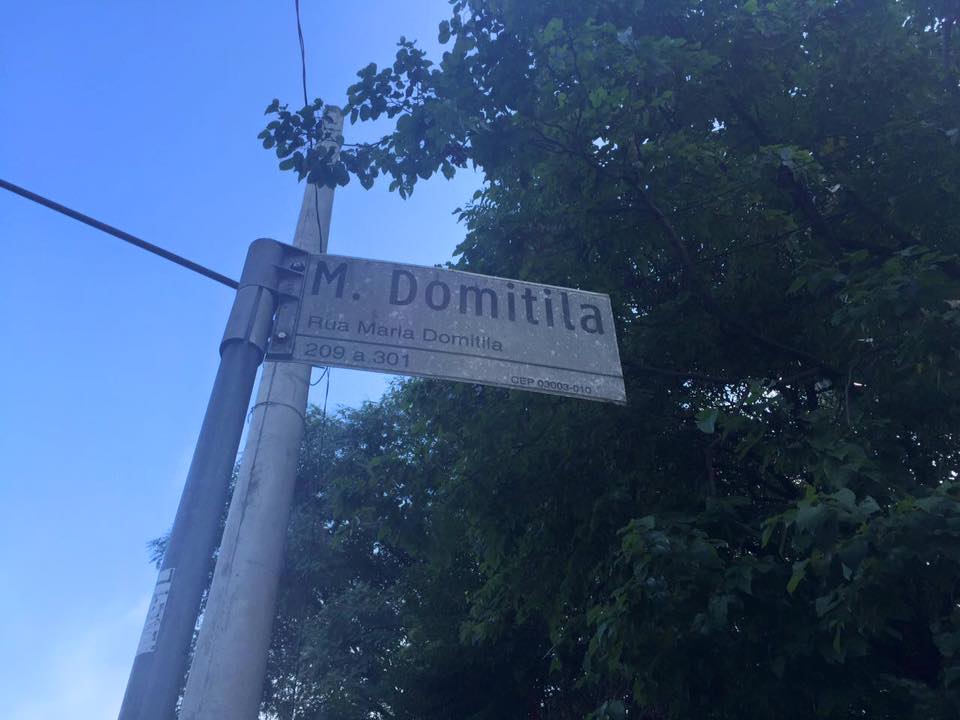 M. Domitila
Rua Maria Domitila
209 a 301
CEP 03003-010